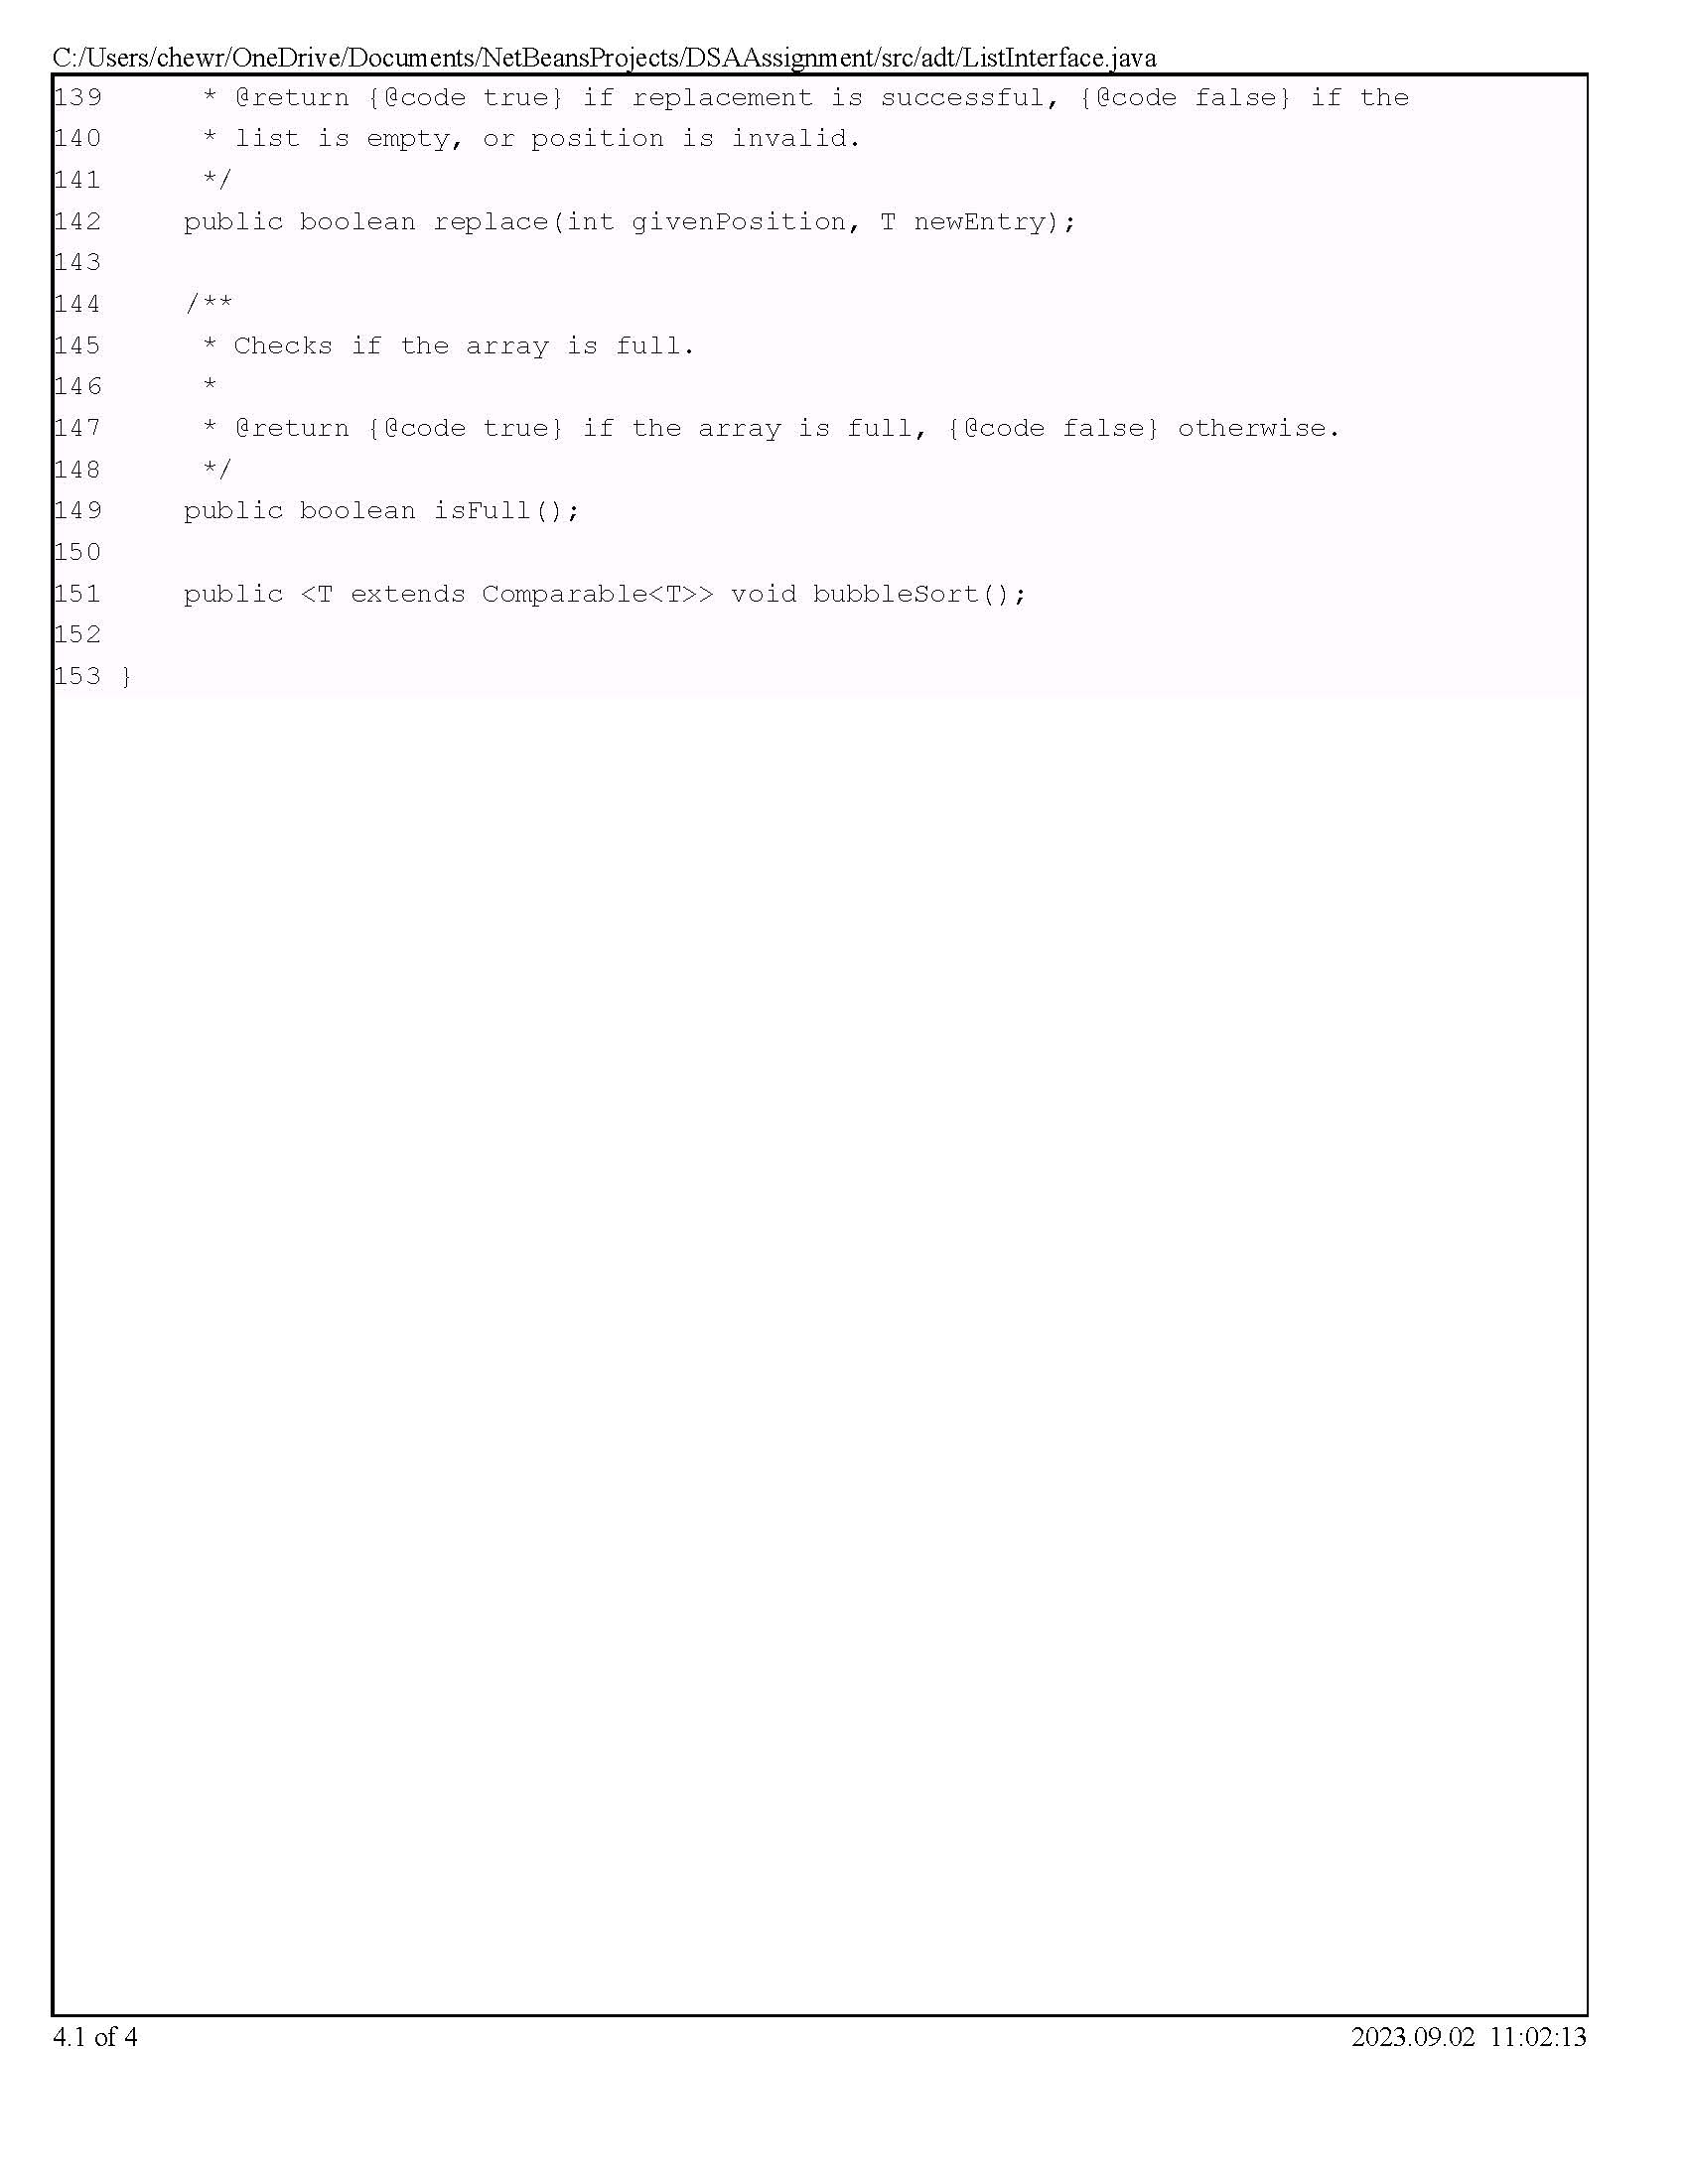 C:/Users/chewr/OneDrive/Documents/NetBeansProjects/DSAAssignment/src/adt/ListInterface.java
139      * @return {@code true} if replacement is successful, {@code false} if the
140      * list is empty, or position is invalid.
141      */
142     public boolean replace(int givenPosition, T newEntry);
143
144     /**
145      * Checks if the array is full.
146      *
147      * @return {@code true} if the array is full, {@code false} otherwise.
148      */
149     public boolean isFull();
150
151     public <T extends Comparable<T>> void bubbleSort();
152
153 }
4.1 of 4
2023.09.02 11:02:13